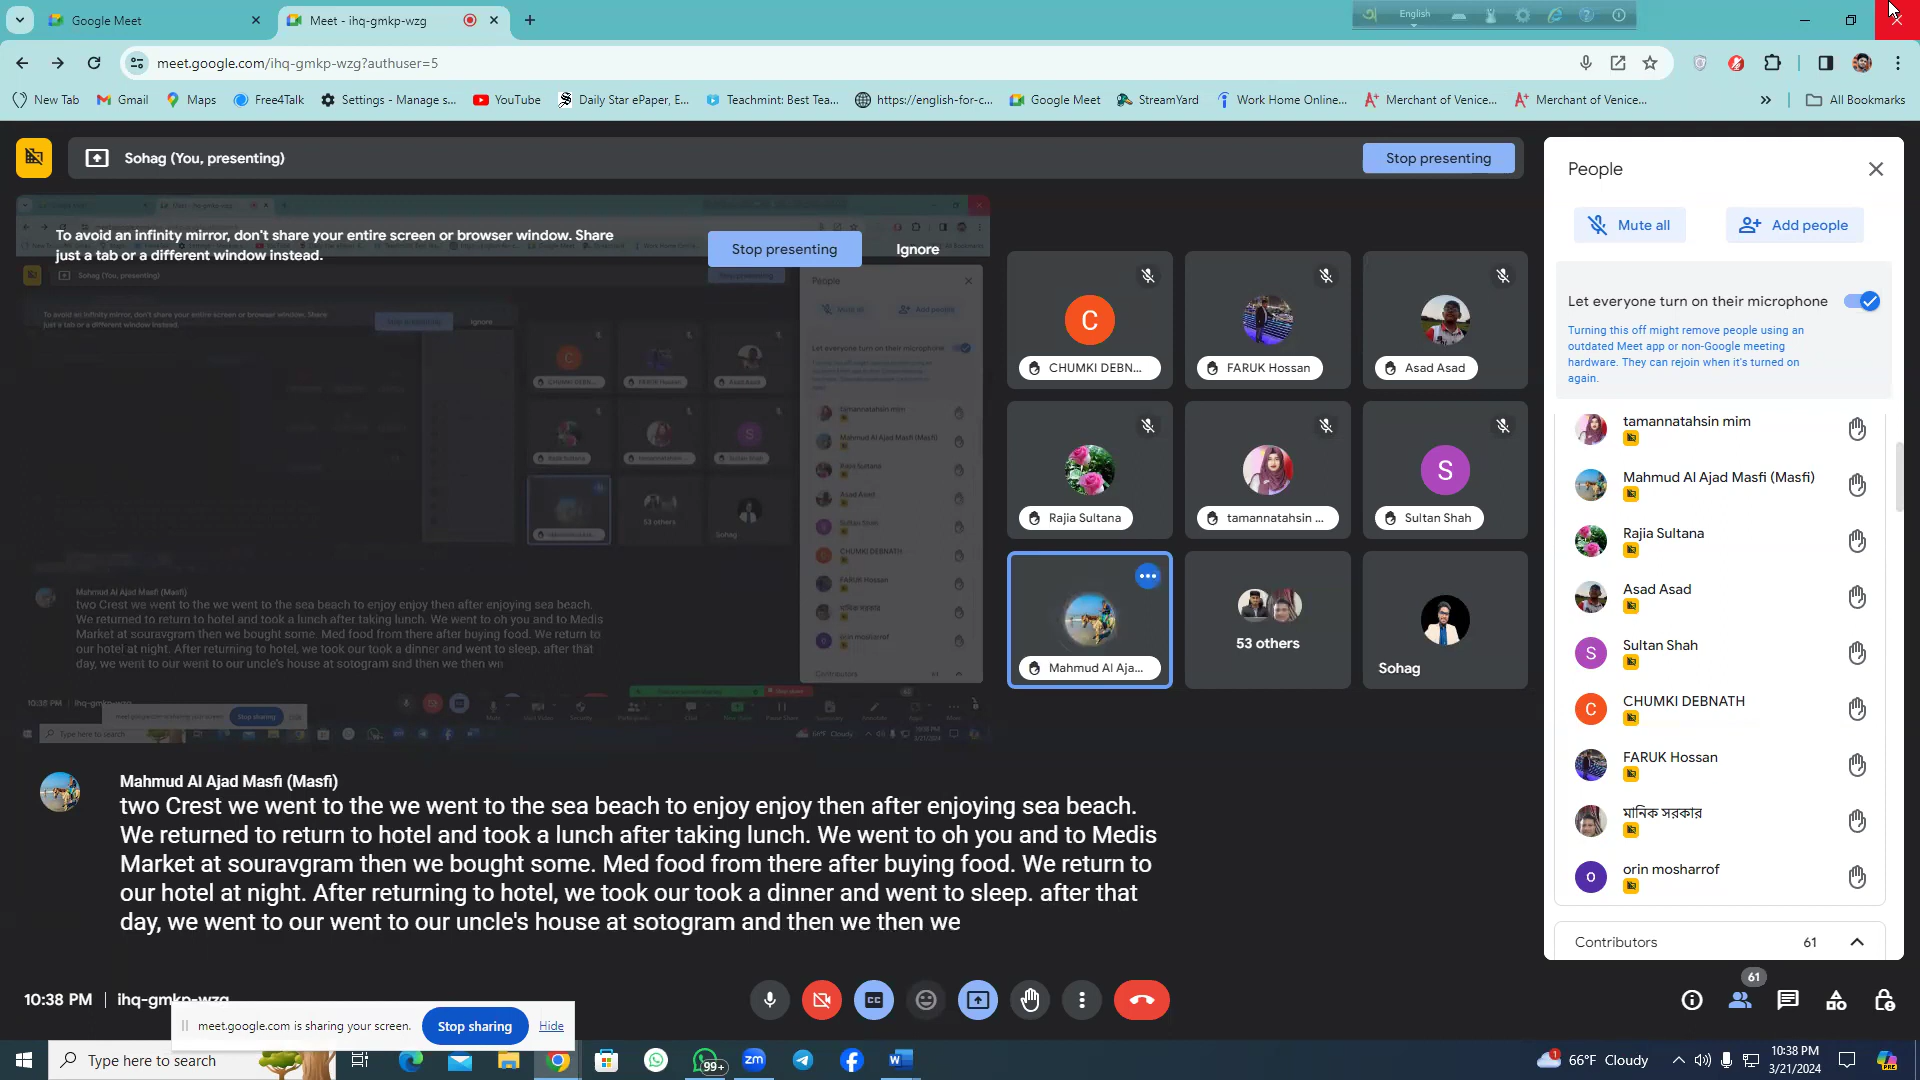 Google Meet
Meet - ihq-gmkp-wzg
English
meet.google.com/ihq-gmkp-wzg?authuser=5
New Tab
Gmail
Maps
Free4Talk
Settings - Manage s...
YouTube
Daily Star ePaper, E...
Teachmint: Best Tea...
https://english-for-c...
Google Meet
StreamYard
Work Home Online...
Merchant of Venice...
Merchant of Venice...
All Bookmarks
Sohag (You, presenting)
Stop presenting
To avoid an infinity mirror, don't share your entire screen or browser window. Share
just a tab or a different window instead.
Stop presenting
Ignore
CHUMKI DEBN...
FARUK Hossan
Asad Asad
Rajia Sultana
tamannatahsin ...
Sultan Shah
Mahmud Al Aja...
53 others
Sohag
People
Mute all
Add people
Let everyone turn on their microphone
Turning this off might remove people using an
outdated Meet app or non-Google meeting
hardware. They can rejoin when it's turned on
again.
tamannatahsin mim
Mahmud Al Ajad Masfi (Masfi)
Rajia Sultana
Asad Asad
Sultan Shah
CHUMKI DEBNATH
FARUK Hossan
মানিক সরকার
orin mosharrof
Contributors 61
Mahmud Al Ajad Masfi (Masfi)
two Crest we went to the we went to the sea beach to enjoy enjoy then after enjoying sea beach.
We returned to return to hotel and took a lunch after taking lunch. We went to oh you and to Medis
Market at souravgram then we bought some. Med food from there after buying food. We return to
our hotel at night. After returning to hotel, we took our took a dinner and went to sleep. after that
day, we went to our went to our uncle's house at sotogram and then we then we
10:38 PM | ihq-gmkp-wzg
61
meet.google.com is sharing your screen.
Stop sharing
Hide
Type here to search
99+
zm
66°F Cloudy
10:38 PM
3/21/2024